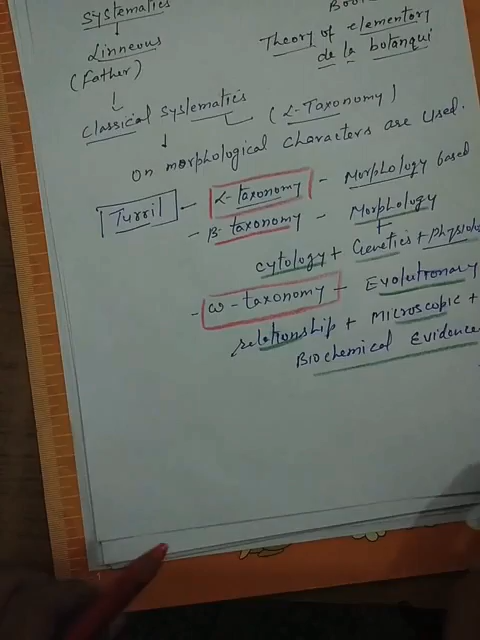 Systematics
Linneous
(Father)
Theory of elementory
de la botanqui
Classical Systematics (α-Taxonomy)
On morphological characters are used.
Turril - α-taxonomy - Morphology based
- β-taxonomy - Morphology
+
cytology + Genetics + Physiolo
- ω-taxonomy - Evolutionary
relationship + Microscopic +
Biochemical Evidence